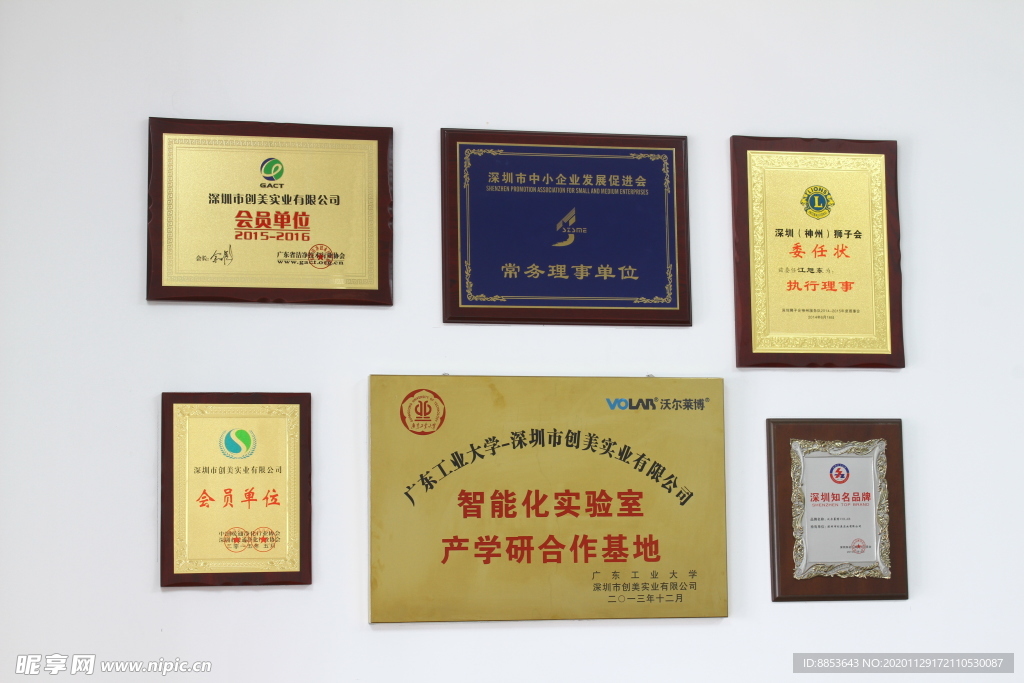 GACT
深圳市创美实业有限公司
会员单位
2015-2016
会长:
广东省洁净技术行业协会
www.gact.org.cn
深圳市中小企业发展促进会
SHENZHEN PROMOTION ASSOCIATION FOR SMALL AND MEDIUM ENTERPRISES
SZSME
常务理事单位
LIONS
L
深圳（神州）狮子会
委任状
江旭东
执行理事
深圳市创美实业有限公司
会员单位
VOLAB® 沃尔莱博®
广东工业大学-深圳市创美实业有限公司
智能化实验室
产学研合作基地
广东工业大学
深圳市创美实业有限公司
二〇一三年十二月
深圳知名品牌
SHENZHEN TOP BRAND
昵享网 www.nipic.cn
ID:8853643 NO:20201129172110530087